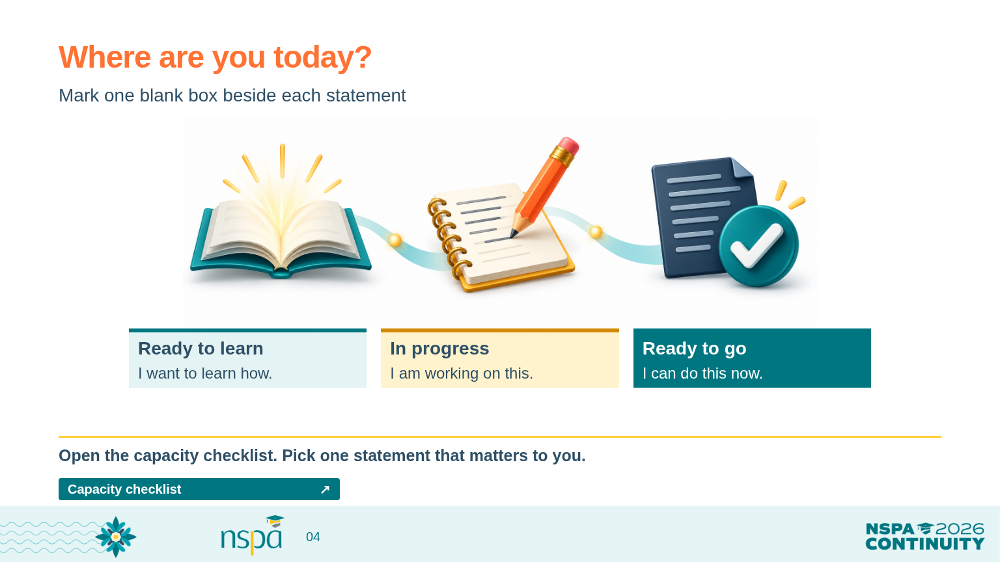 Where are you today?
Mark one blank box beside each statement
Ready to learn
I want to learn how.
In progress
I am working on this.
Ready to go
I can do this now.
Open the capacity checklist. Pick one statement that matters to you.
Capacity checklist ↗
nspa
04
NSPA 2026
CONTINUITY